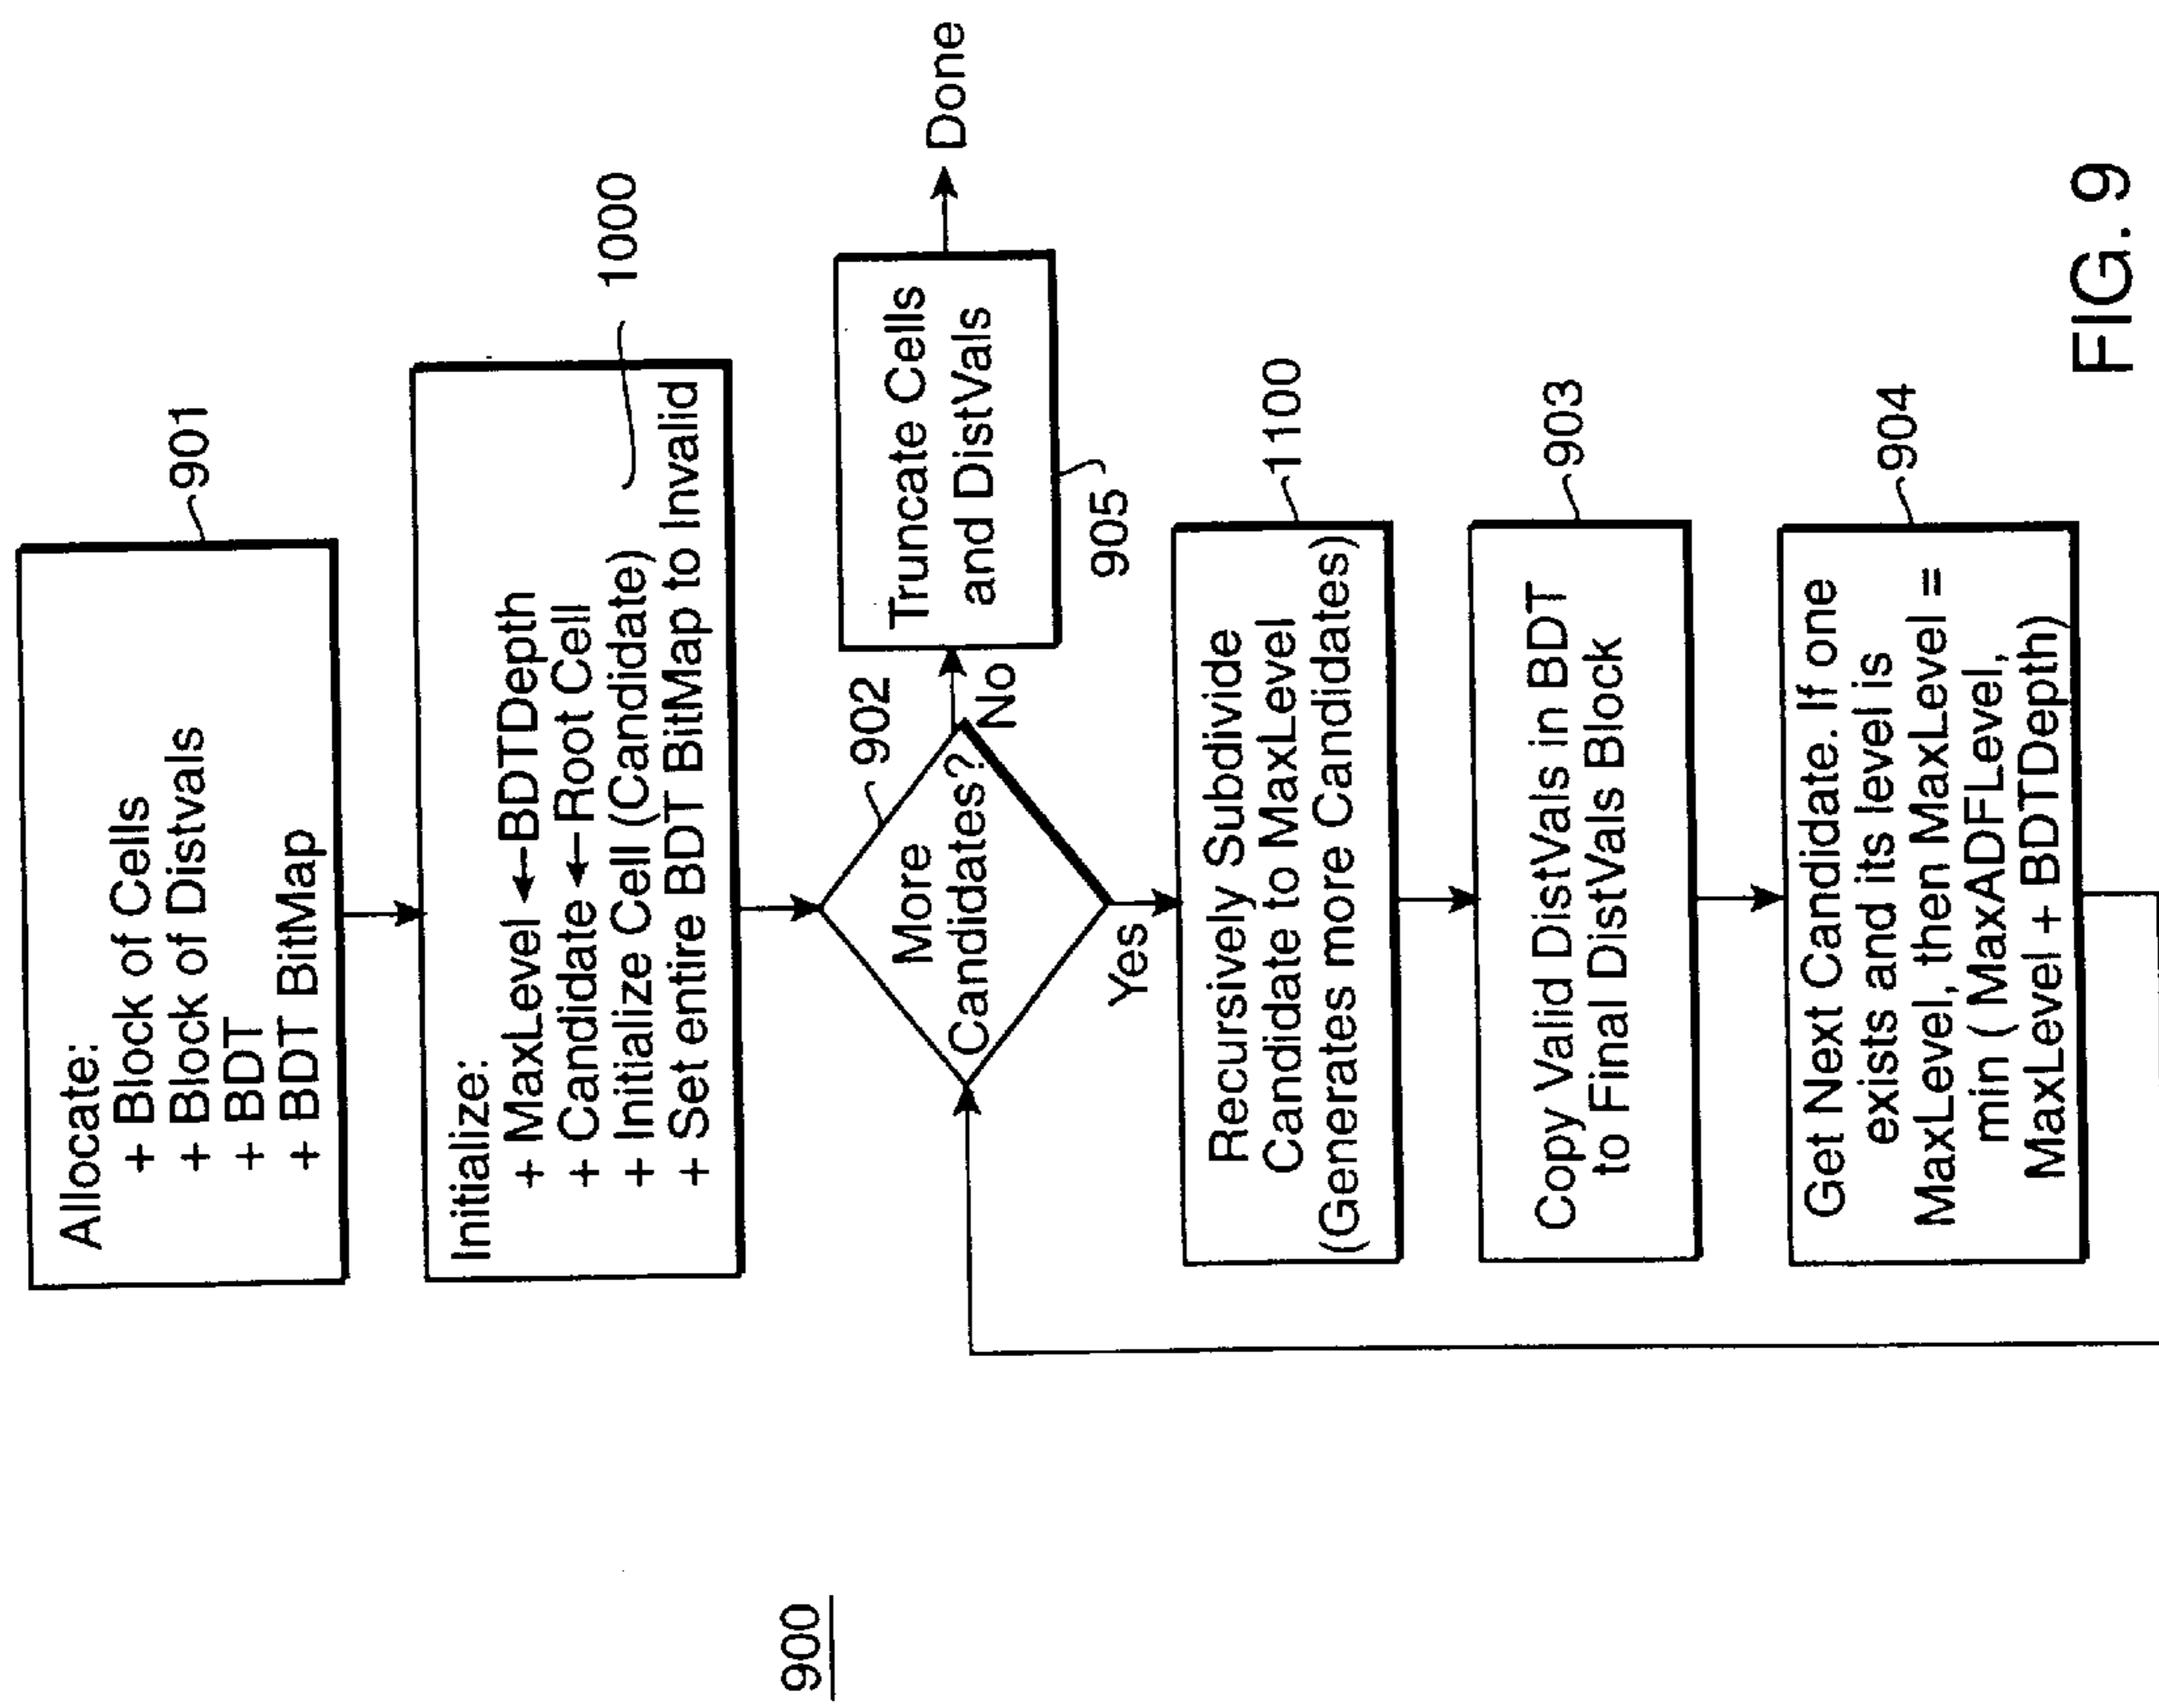 900
Allocate:
+ Block of Cells
+ Block of Distvals
+ BDT
+ BDT BitMap
901
Initialize:
+ MaxLevel ←BDTDepth
+ Candidate ←Root Cell
+ Initialize Cell (Candidate)
+ Set entire BDT BitMap to Invalid
1000
More
Candidates?
902
No
Truncate Cells
and DistVals
905
Done
Yes
Recursively Subdivide
Candidate to MaxLevel
(Generates more Candidates)
1100
Copy Valid DistVals in BDT
to Final DistVals Block
903
Get Next Candidate. If one
exists and its level is
MaxLevel, then MaxLevel =
min ( MaxADFLevel,
MaxLevel + BDTDepth)
904
FIG. 9